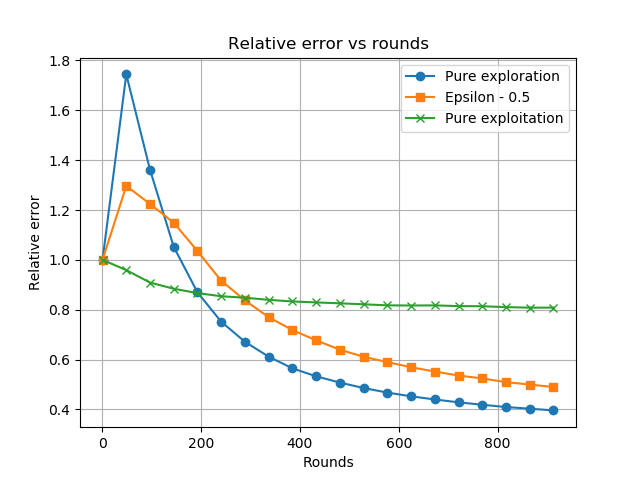 Relative error vs rounds
Pure exploration
Epsilon - 0.5
Pure exploitation
1.8
1.6
1.4
1.2
1.0
0.8
0.6
0.4
Relative error
0 200 400 600 800
Rounds